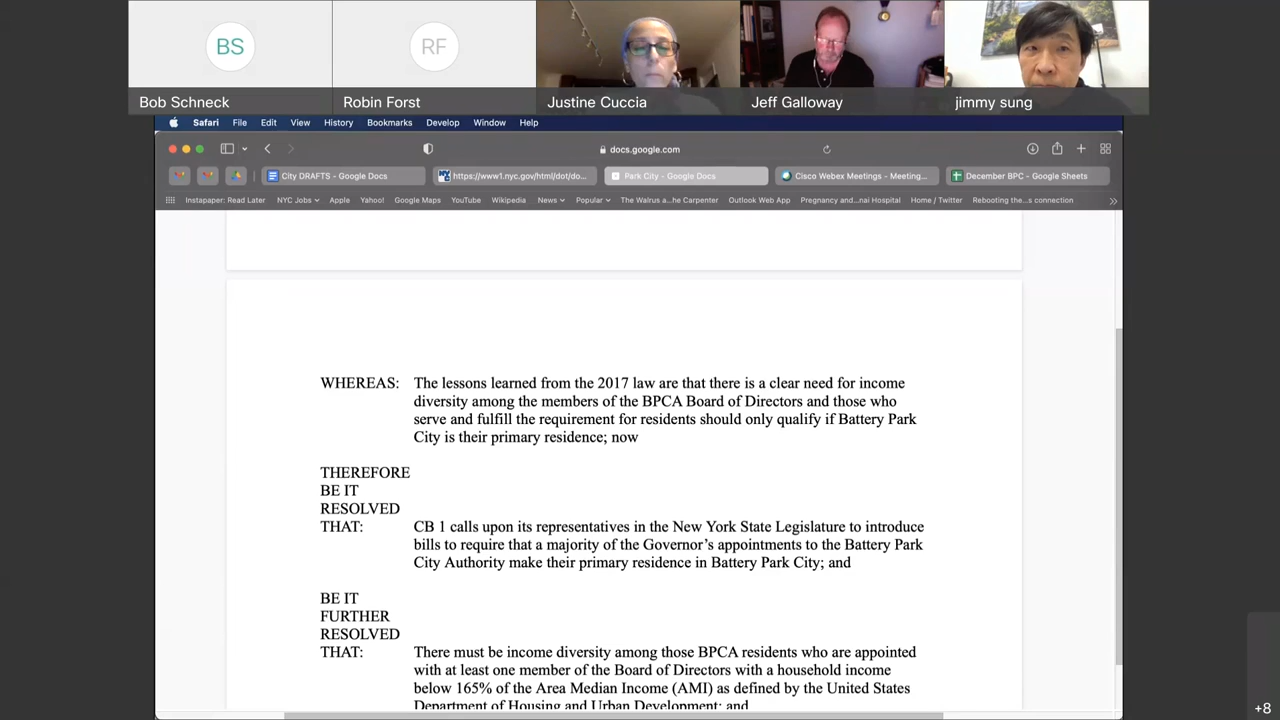 BS
RF
Bob Schneck
Robin Forst
Justine Cuccia
Jeff Galloway
jimmy sung
Safari File Edit View History Bookmarks Develop Window Help
docs.google.com
City DRAFTS - Google Docs
https://www1.nyc.gov/html/dot/do...
Park City - Google Docs
Cisco Webex Meetings - Meeting...
December BPC - Google Sheets
Instapaper: Read Later NYC Jobs Apple Yahoo! Google Maps YouTube Wikipedia News Popular The Walrus a...he Carpenter Outlook Web App Pregnancy and...nai Hospital Home / Twitter Rebooting the...s connection
WHEREAS: The lessons learned from the 2017 law are that there is a clear need for income
diversity among the members of the BPCA Board of Directors and those who
serve and fulfill the requirement for residents should only qualify if Battery Park
City is their primary residence; now
THEREFORE
BE IT
RESOLVED
THAT: CB 1 calls upon its representatives in the New York State Legislature to introduce
bills to require that a majority of the Governor’s appointments to the Battery Park
City Authority make their primary residence in Battery Park City; and
BE IT
FURTHER
RESOLVED
THAT: There must be income diversity among those BPCA residents who are appointed
with at least one member of the Board of Directors with a household income
below 165% of the Area Median Income (AMI) as defined by the United States
Department of Housing and Urban Development; and
+8